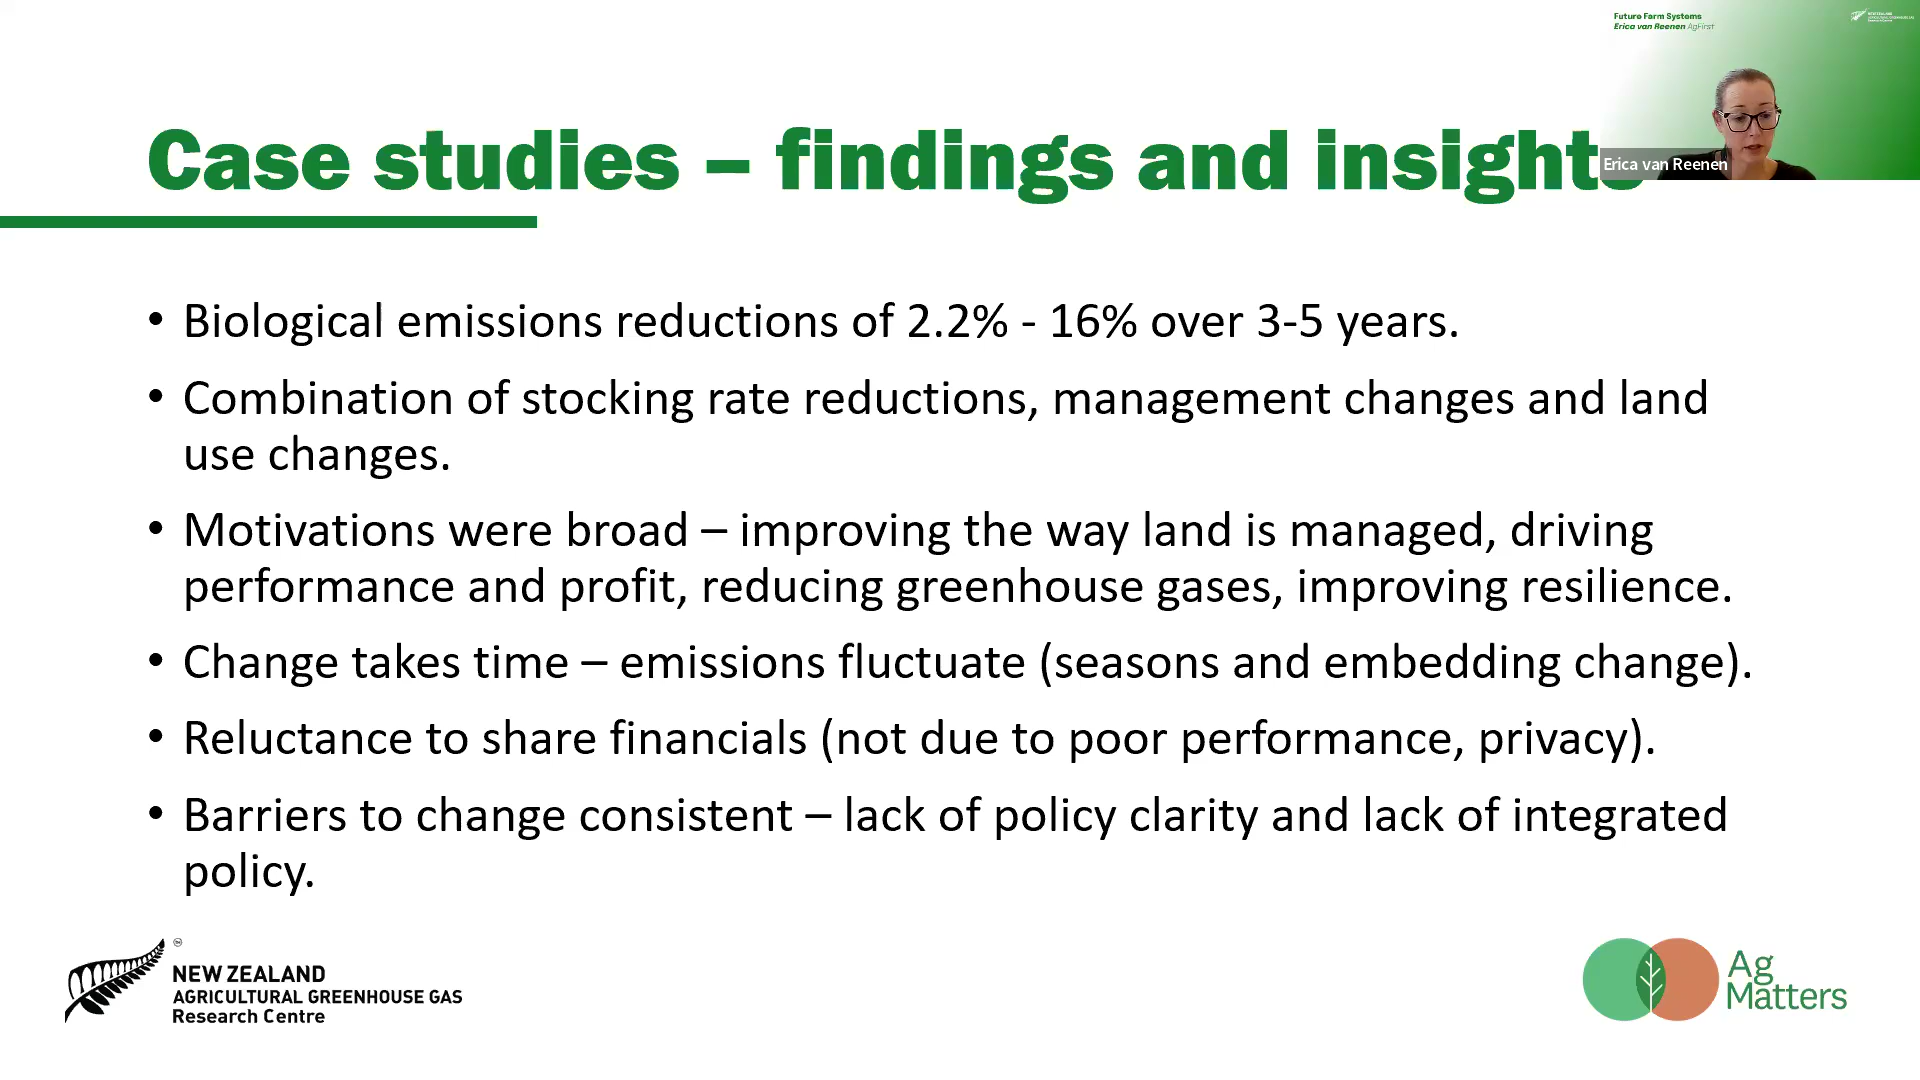 Future Farm Systems
Erica van Reenen AgFirst
Case studies – findings and insights
Erica van Reenen
• Biological emissions reductions of 2.2% - 16% over 3-5 years.
• Combination of stocking rate reductions, management changes and land
use changes.
• Motivations were broad – improving the way land is managed, driving
performance and profit, reducing greenhouse gases, improving resilience.
• Change takes time – emissions fluctuate (seasons and embedding change).
• Reluctance to share financials (not due to poor performance, privacy).
• Barriers to change consistent – lack of policy clarity and lack of integrated
policy.
NEW ZEALAND
AGRICULTURAL GREENHOUSE GAS
Research Centre
Ag
Matters